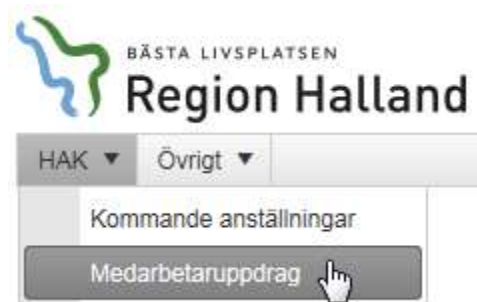 BÄSTA LIVSPLATSEN
Region Halland
HAK ▼ Övrigt ▼
Kommande anställningar
Medarbetaruppdrag